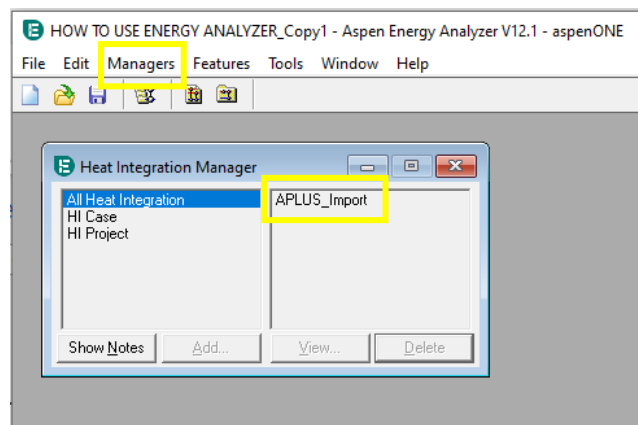 HOW TO USE ENERGY ANALYZER_Copy1 - Aspen Energy Analyzer V12.1 - aspenONE
File Edit Managers Features Tools Window Help
Heat Integration Manager
All Heat Integration
HI Case
HI Project
APLUS_Import
Show Notes Add... View... Delete